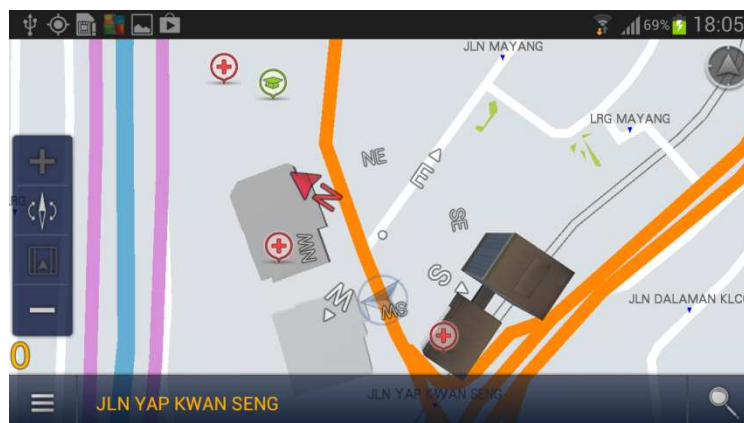 69% 18:05
JLN MAYANG
LRG MAYANG
NE
E
N
SE
NW
S
W
SW
JLN DALAMAN KLCC
0
JLN YAP KWAN SENG
JLN YAP KWAN SENG